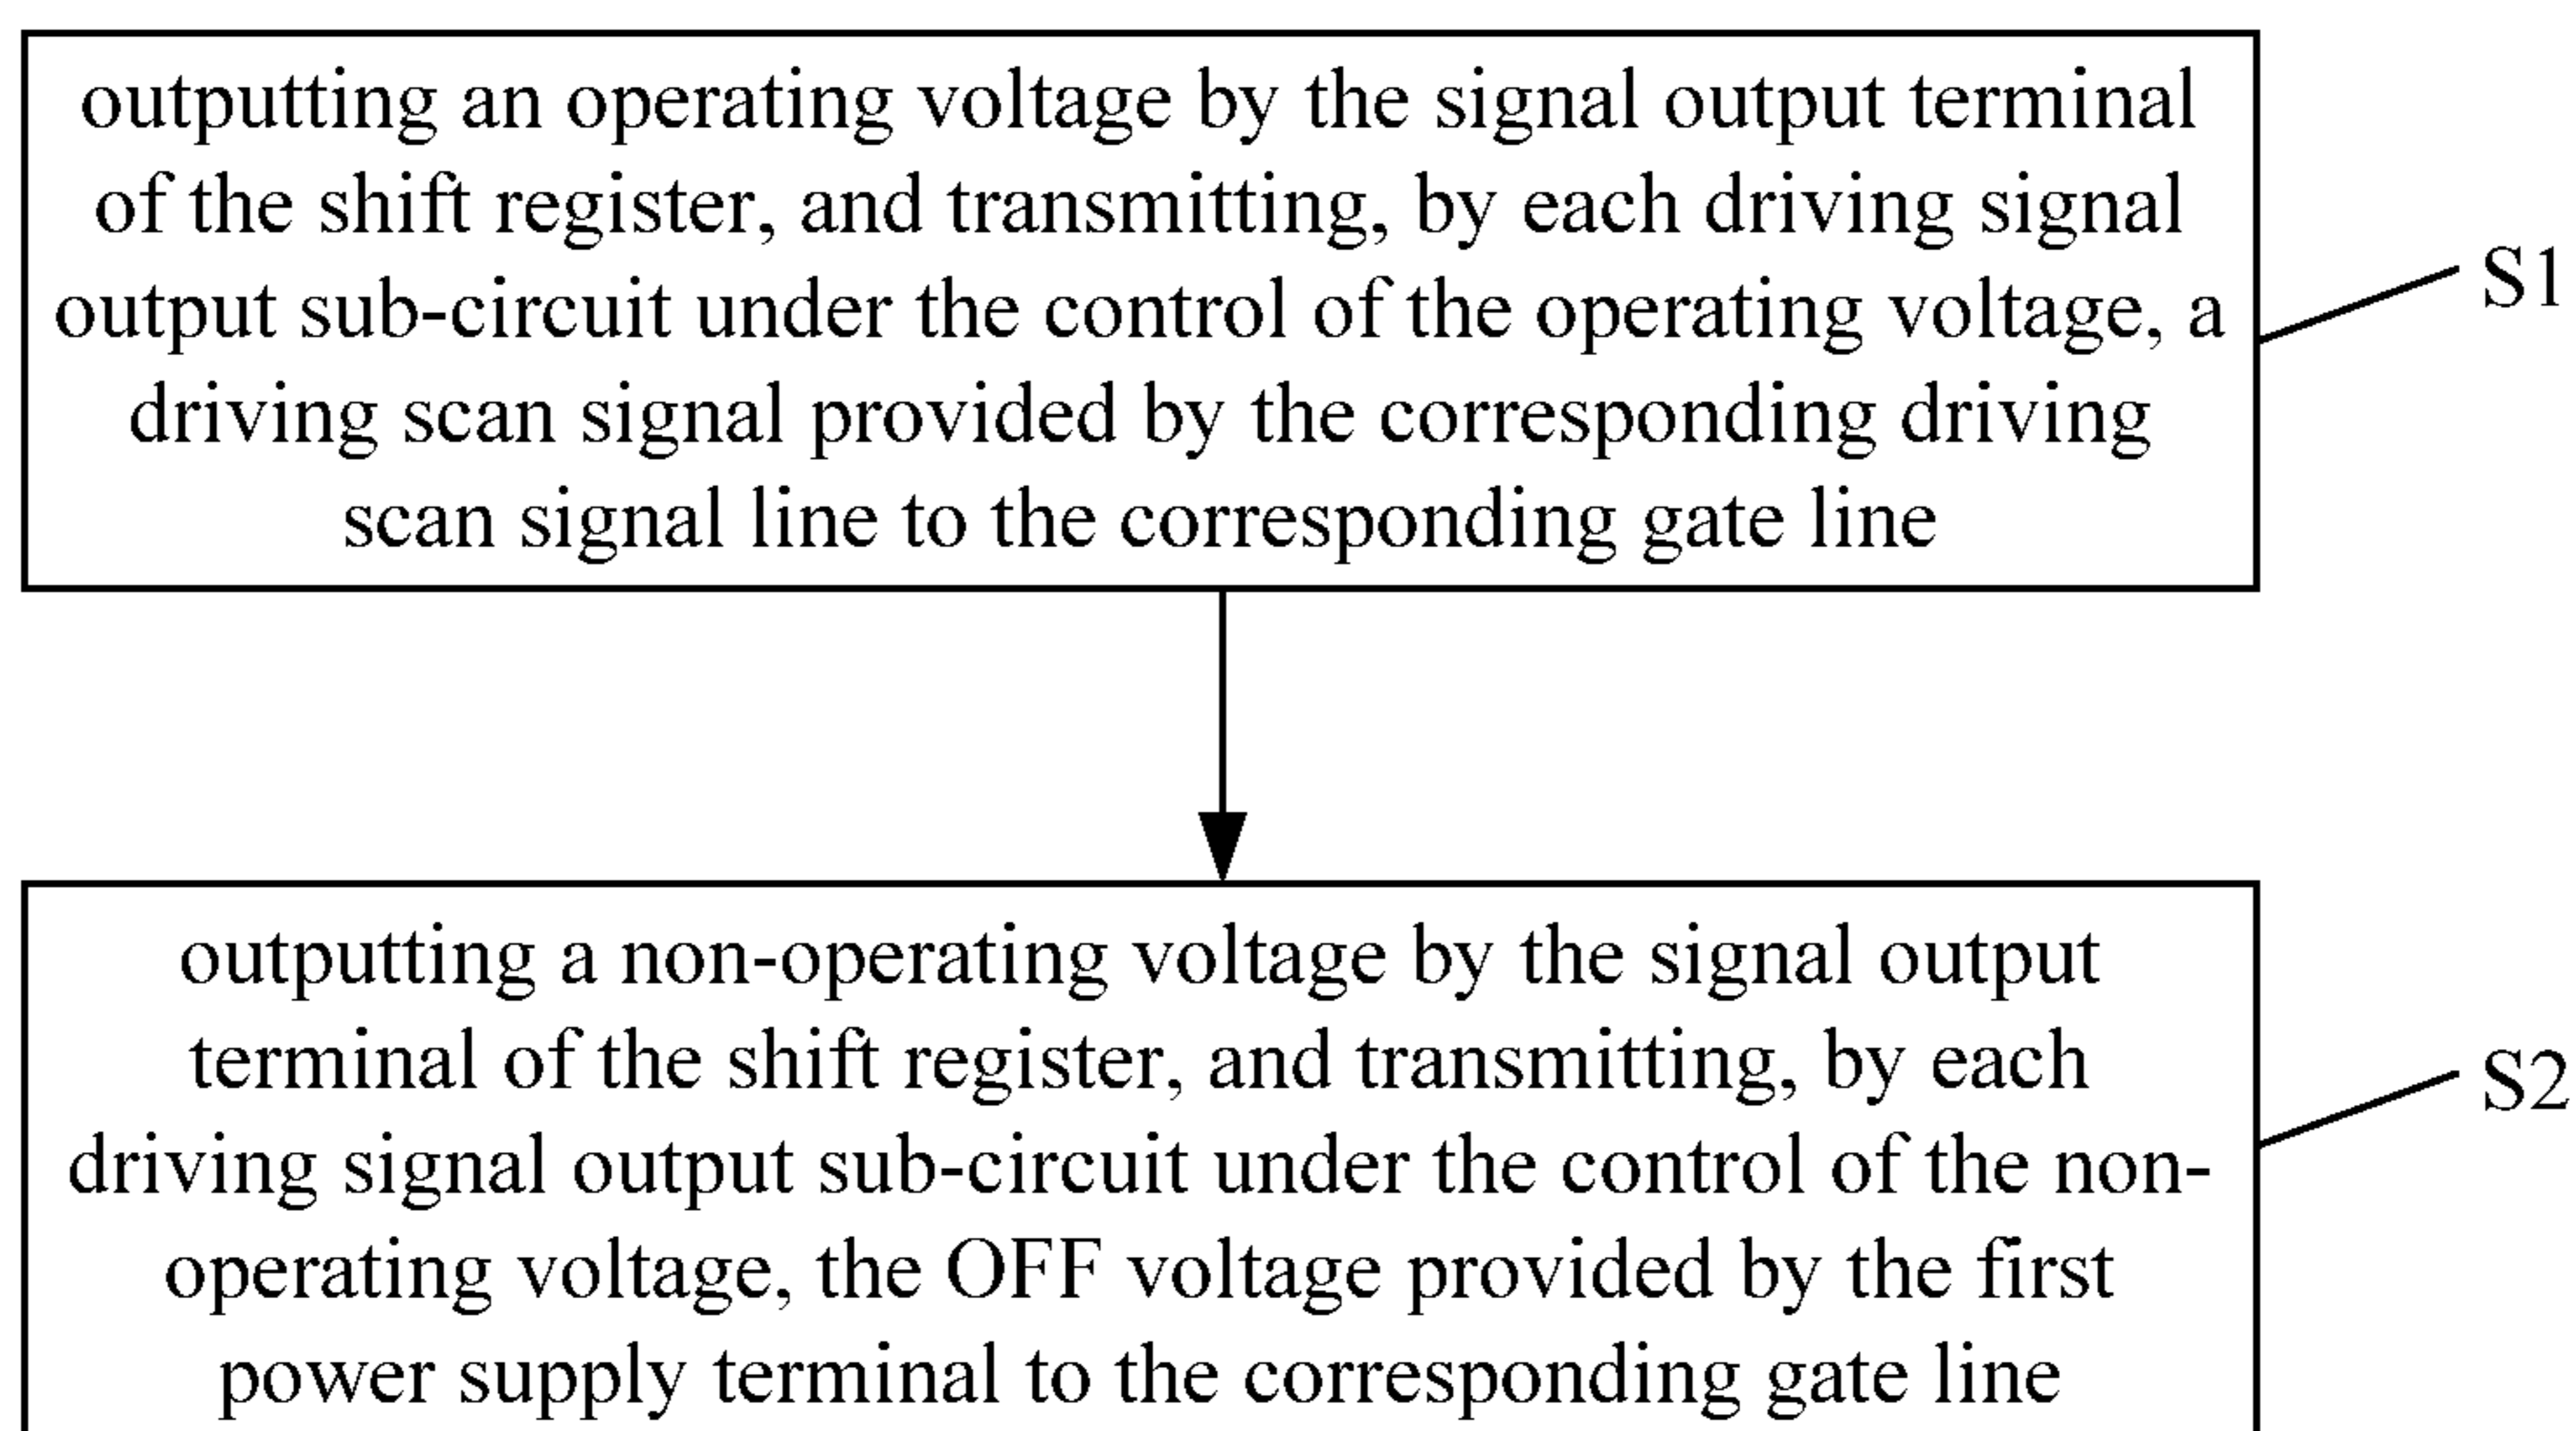 outputting an operating voltage by the signal output terminal
of the shift register, and transmitting, by each driving signal
output sub-circuit under the control of the operating voltage, a
driving scan signal provided by the corresponding driving
scan signal line to the corresponding gate line
S1
outputting a non-operating voltage by the signal output
terminal of the shift register, and transmitting, by each
driving signal output sub-circuit under the control of the non-
operating voltage, the OFF voltage provided by the first
power supply terminal to the corresponding gate line
S2